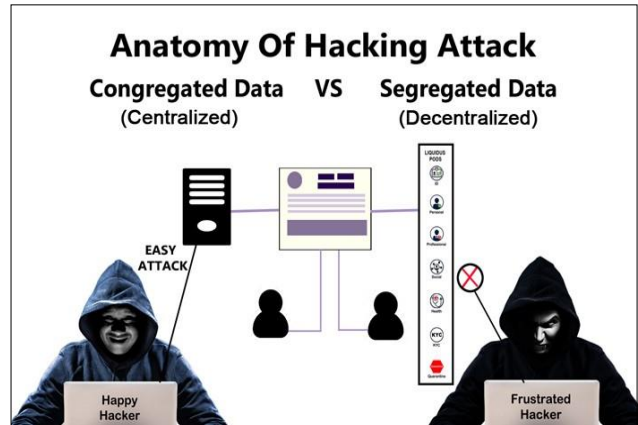 Anatomy Of Hacking Attack
Congregated Data VS Segregated Data
(Centralized) (Decentralized)
LIQUIDUS
PODS
ID
Personal
Professional
Social
Health
KYC
KYC
Quarantine
EASY
ATTACK
Happy
Hacker
Frustrated
Hacker